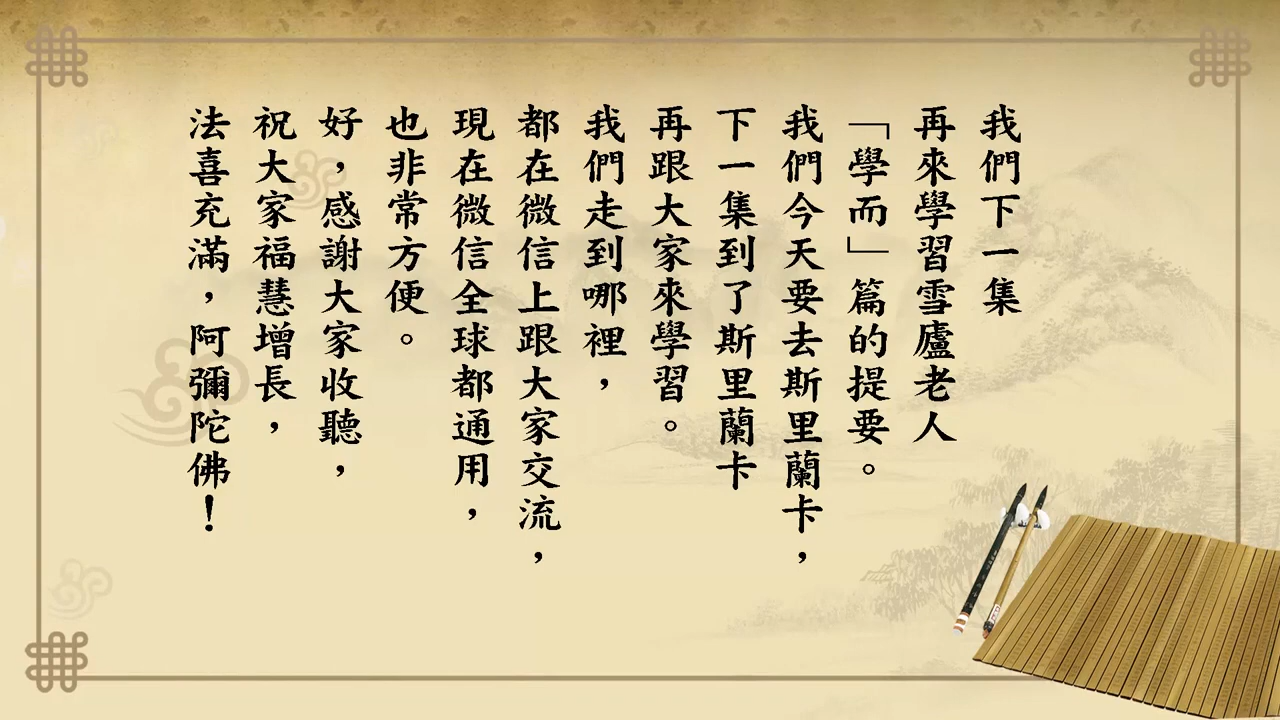 我們下一集
再來學習雪廬老人
「學而」篇的提要。
我們今天要去斯里蘭卡，
下一集到了斯里蘭卡
再跟大家來學習。
我們走到哪裡，
都在微信上跟大家交流，
現在微信全球都通用，
也非常方便。
好，感謝大家收聽，
祝大家福慧增長，
法喜充滿，阿彌陀佛！